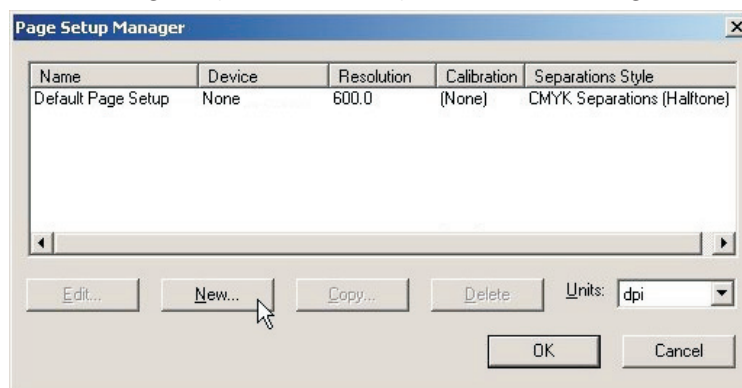 Page Setup Manager
Name Device Resolution Calibration Separations Style
Default Page Setup None 600.0 (None) CMYK Separations (Halftone)
Edit... New... Copy... Delete Units: dpi
OK Cancel